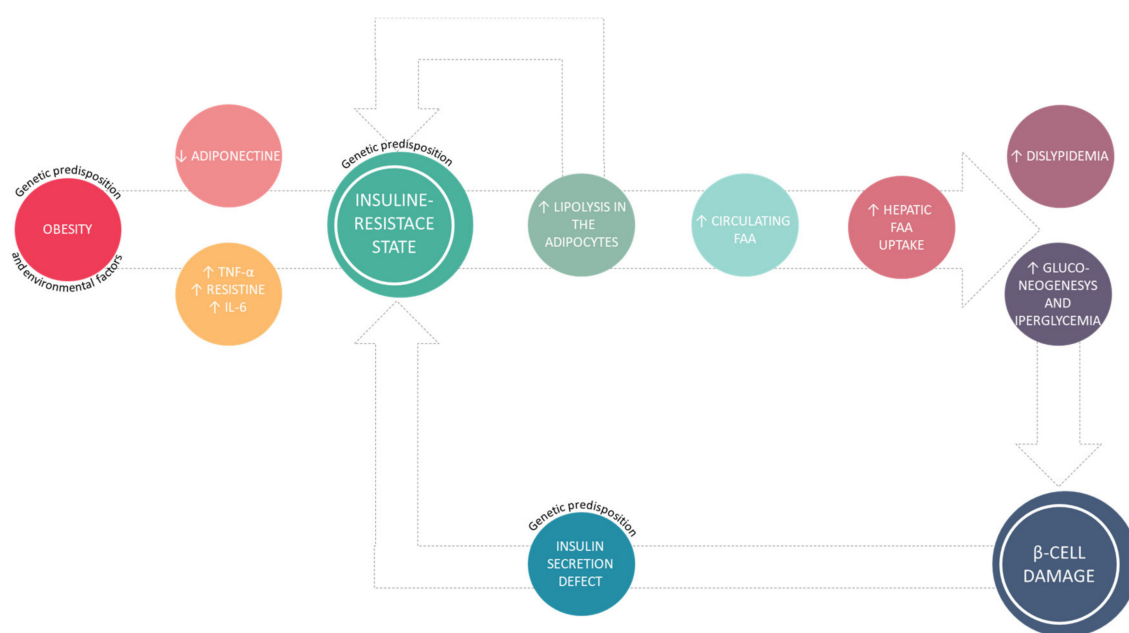 Genetic predisposition
OBESITY
and environmental factors
↓ ADIPONECTINE
↑ TNF-α
↑ RESISTINE
↑ IL-6
Genetic predisposition
INSULINE-
RESISTACE
STATE
↑ LIPOLYSIS IN
THE
ADIPOCYTES
↑ CIRCULATING
FAA
↑ HEPATIC
FAA
UPTAKE
↑ DISLYPIDEMIA
↑ GLUCO-
NEOGENESYS
AND
IPERGLYCEMIA
Genetic predisposition
INSULIN
SECRETION
DEFECT
β-CELL
DAMAGE